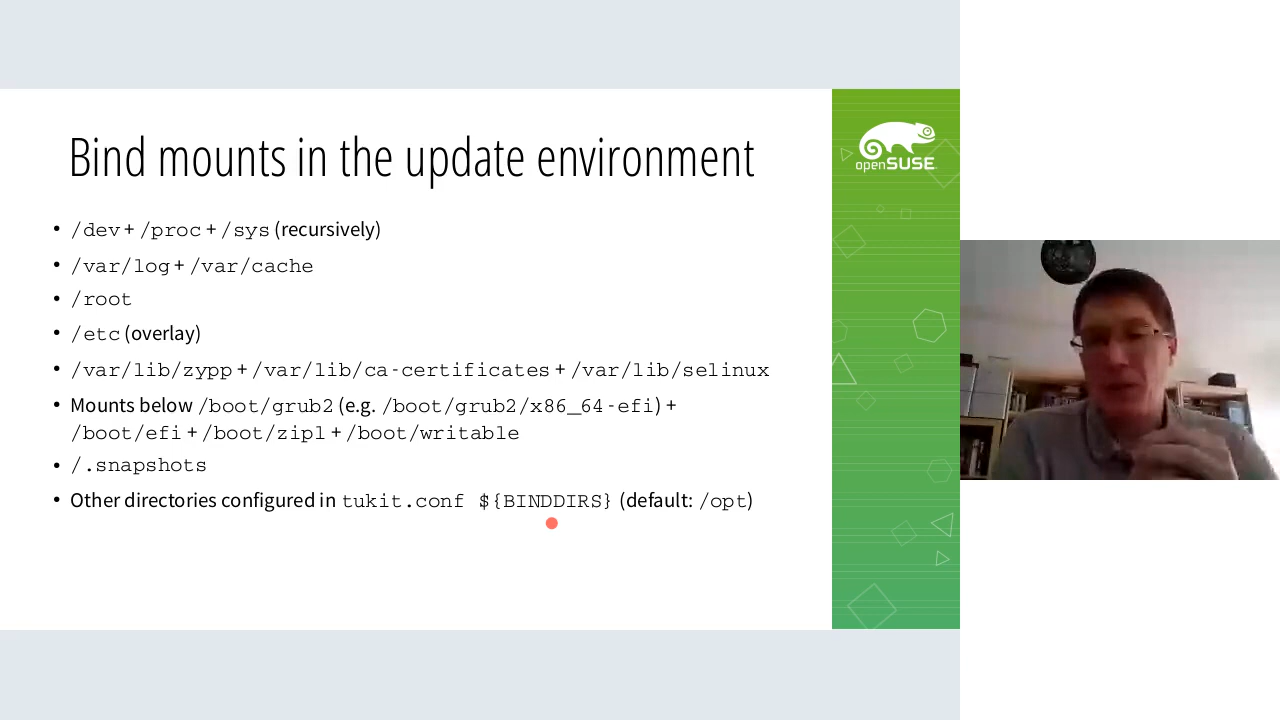 Bind mounts in the update environment
openSUSE
• /dev + /proc + /sys (recursively)
• /var/log + /var/cache
• /root
• /etc (overlay)
• /var/lib/zypp + /var/lib/ca-certificates + /var/lib/selinux
• Mounts below /boot/grub2 (e.g. /boot/grub2/x86_64-efi) +
/boot/efi + /boot/zipl + /boot/writable
• /.snapshots
• Other directories configured in tukit.conf ${BINDDIRS} (default: /opt)